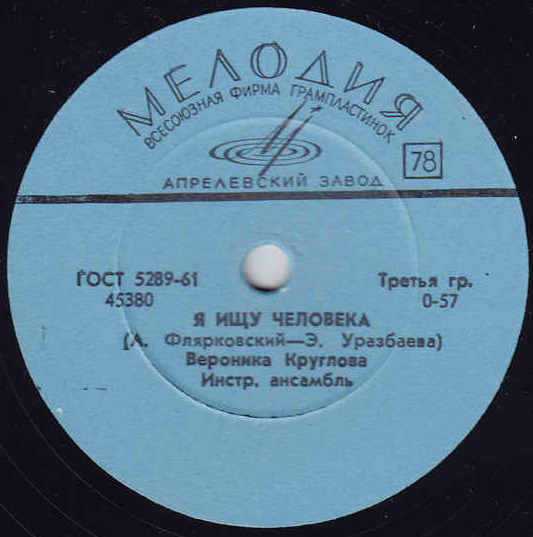 МЕЛОДИЯ
ВСЕСОЮЗНАЯ ФИРМА ГРАМПЛАСТИНОК
78
АПРЕЛЕВСКИЙ ЗАВОД
ГОСТ 5289-61
Третья гр.
45380
0-57
Я ИЩУ ЧЕЛОВЕКА
(А. Флярковский—Э. Уразбаева)
Вероника Круглова
Инстр. ансамбль